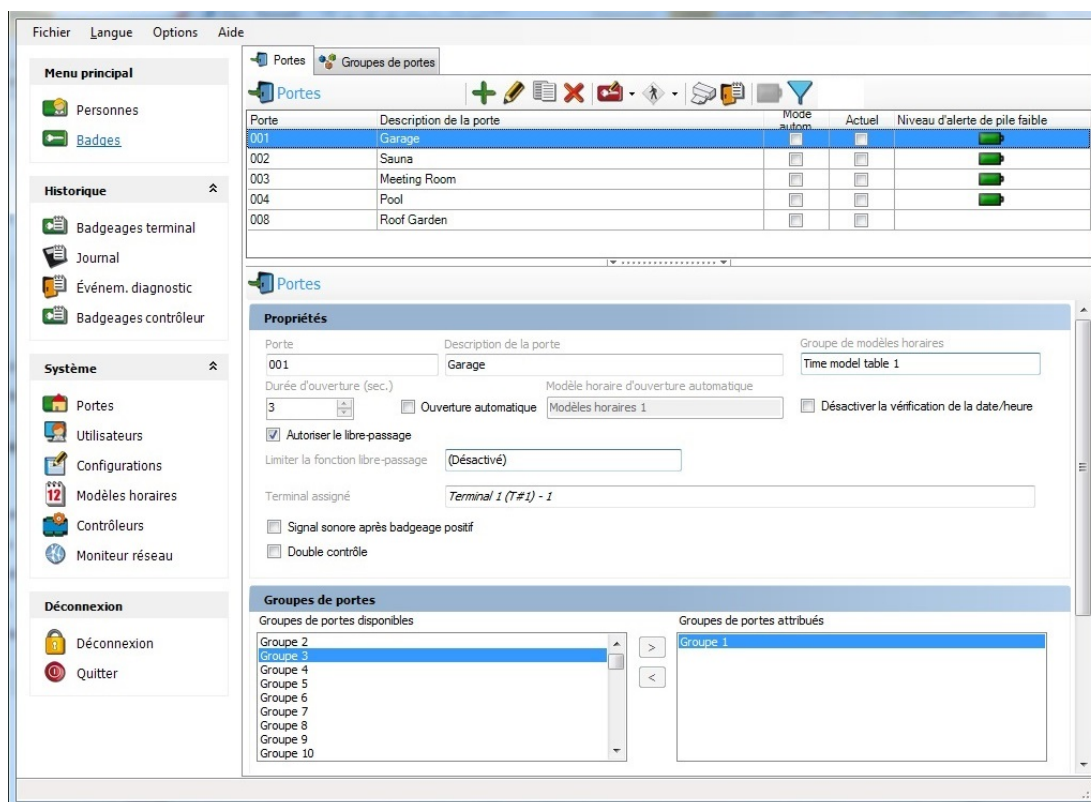 Fichier Langue Options Aide
Menu principal
Personnes
Badges
Historique
Badgeages terminal
Journal
Événem. diagnostic
Badgeages contrôleur
Système
Portes
Utilisateurs
Configurations
12 Modèles horaires
Contrôleurs
Moniteur réseau
Déconnexion
Déconnexion
Quitter
Portes Groupes de portes
Portes
Porte Description de la porte Mode autom. Actuel Niveau d'alerte de pile faible
001 Garage
002 Sauna
003 Meeting Room
004 Pool
008 Roof Garden
Portes
Propriétés
Porte Description de la porte Groupe de modèles horaires
001 Garage Time model table 1
Durée d'ouverture (sec.) Modèle horaire d'ouverture automatique
3 Ouverture automatique Modèles horaires 1 Désactiver la vérification de la date/heure
Autoriser le libre-passage
Limiter la fonction libre-passage (Désactivé)
Terminal assigné Terminal 1 (T#1) - 1
Signal sonore après badgeage positif
Double contrôle
Groupes de portes
Groupes de portes disponibles Groupes de portes attribués
Groupe 2 > Groupe 1
Groupe 3
Groupe 4
Groupe 5 <
Groupe 6
Groupe 7
Groupe 8
Groupe 9
Groupe 10